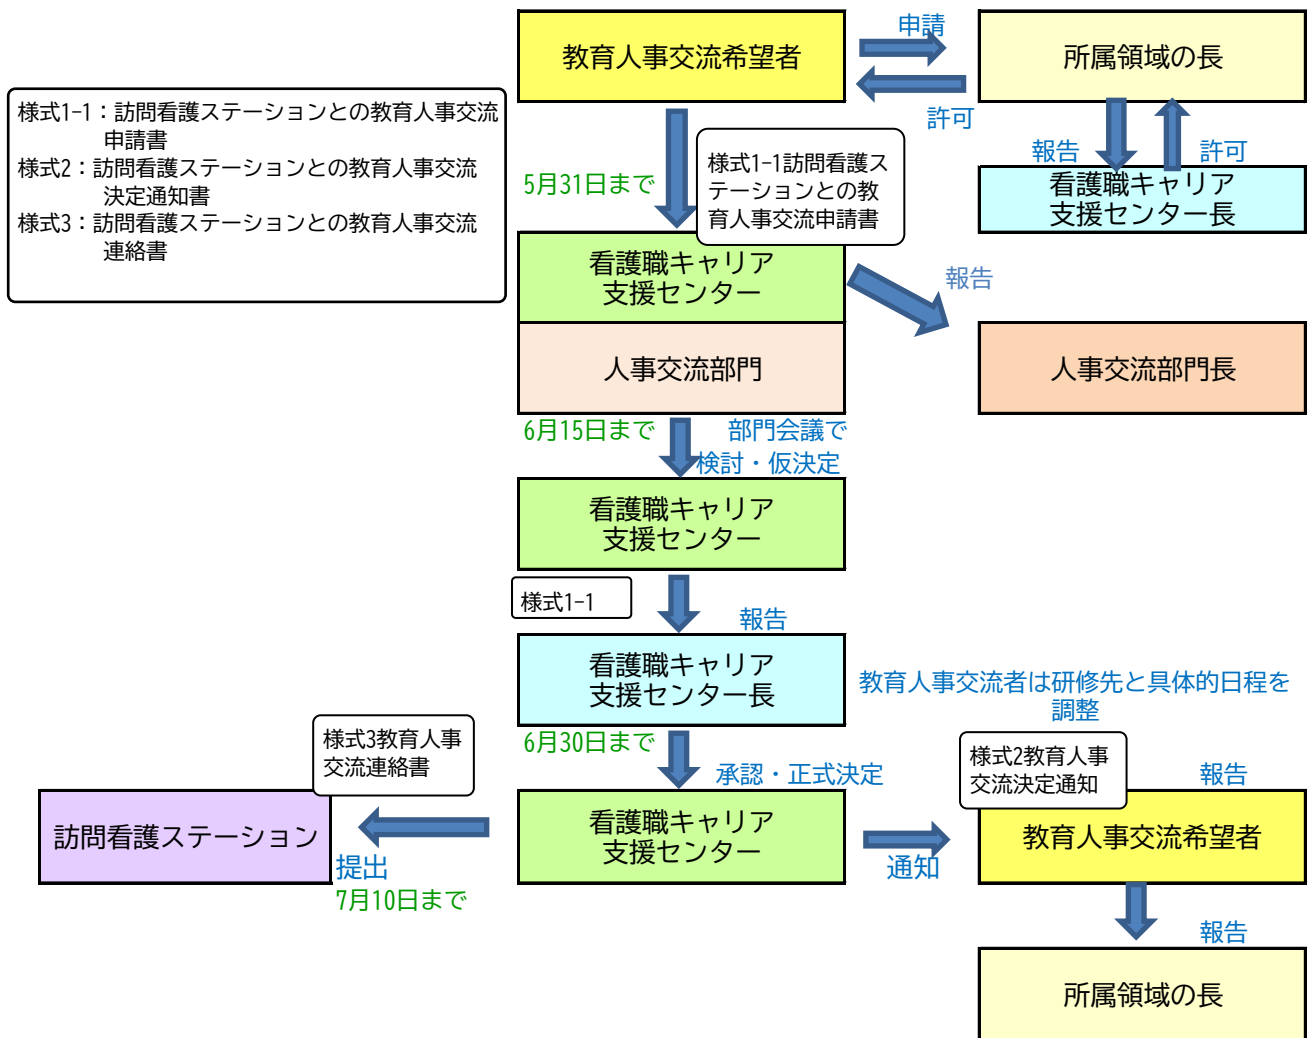 教育人事交流希望者
申請
許可
所属領域の長
報告
許可
看護職キャリア
支援センター長
様式1-1：訪問看護ステーションとの教育人事交流
申請書
様式2：訪問看護ステーションとの教育人事交流
決定通知書
様式3：訪問看護ステーションとの教育人事交流
連絡書
5月31日まで
様式1-1訪問看護ス
テーションとの教
育人事交流申請書
看護職キャリア
支援センター
報告
人事交流部門
人事交流部門長
6月15日まで
部門会議で
検討・仮決定
看護職キャリア
支援センター
様式1-1
報告
看護職キャリア
支援センター長
教育人事交流者は研修先と具体的日程を
調整
6月30日まで
承認・正式決定
様式3教育人事
交流連絡書
様式2教育人事
交流決定通知
報告
訪問看護ステーション
提出
7月10日まで
看護職キャリア
支援センター
通知
教育人事交流希望者
報告
所属領域の長